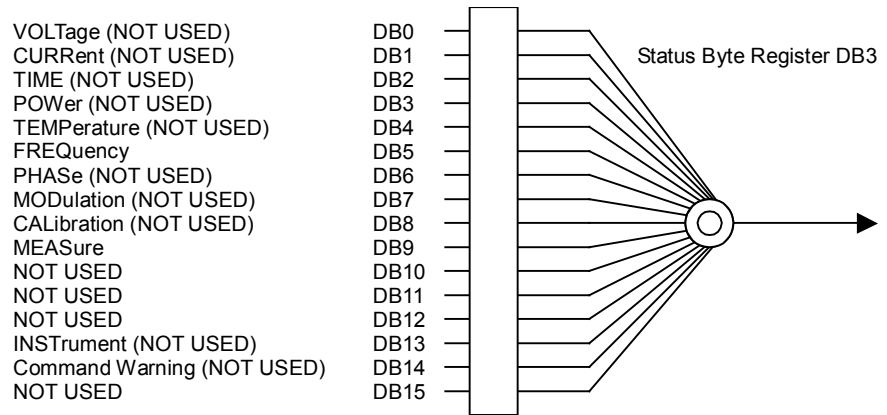 VOLTage (NOT USED) DB0
CURRent (NOT USED) DB1 Status Byte Register DB3
TIME (NOT USED) DB2
POWer (NOT USED) DB3
TEMPerature (NOT USED) DB4
FREQuency DB5
PHASe (NOT USED) DB6
MODulation (NOT USED) DB7
CALibration (NOT USED) DB8
MEASure DB9
NOT USED DB10
NOT USED DB11
NOT USED DB12
INSTrument (NOT USED) DB13
Command Warning (NOT USED) DB14
NOT USED DB15